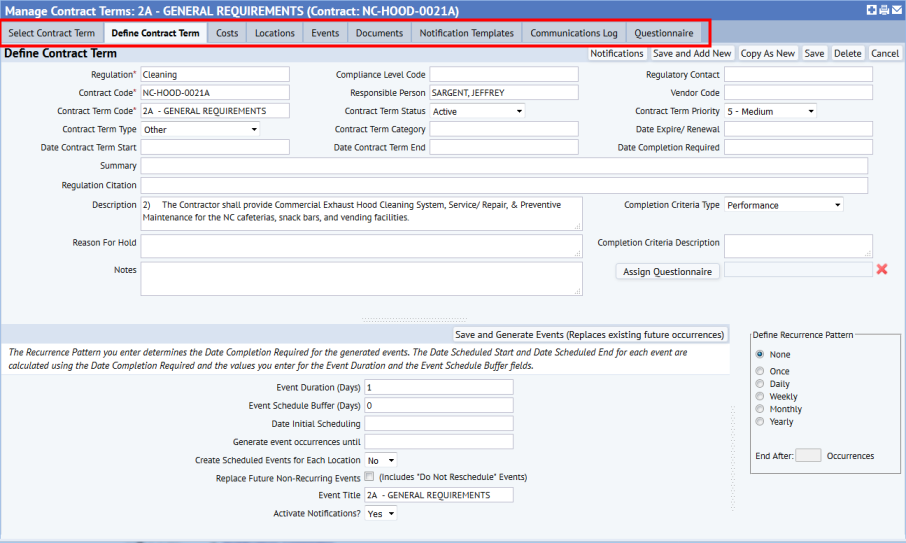 Manage Contract Terms: 2A - GENERAL REQUIREMENTS (Contract: NC-HOOD-0021A)
Select Contract Term Define Contract Term Costs Locations Events Documents Notification Templates Communications Log Questionnaire
Define Contract Term Notifications Save and Add New Copy As New Save Delete Cancel
Regulation* Cleaning Compliance Level Code Regulatory Contact
Contract Code* NC-HOOD-0021A Responsible Person SARGENT, JEFFREY Vendor Code
Contract Term Code* 2A - GENERAL REQUIREMENTS Contract Term Status Active Contract Term Priority 5 - Medium
Contract Term Type Other Contract Term Category Date Expire/ Renewal
Date Contract Term Start Date Contract Term End Date Completion Required
Summary
Regulation Citation
Description 2) The Contractor shall provide Commercial Exhaust Hood Cleaning System, Service/ Repair, & Preventive Completion Criteria Type Performance
Maintenance for the NC cafeterias, snack bars, and vending facilities.
Reason For Hold Completion Criteria Description
Notes Assign Questionnaire
Save and Generate Events (Replaces existing future occurrences)
The Recurrence Pattern you enter determines the Date Completion Required for the generated events. The Date Scheduled Start and Date Scheduled End for each event are
calculated using the Date Completion Required and the values you enter for the Event Duration and the Event Schedule Buffer fields.
Event Duration (Days) 1
Event Schedule Buffer (Days) 0
Date Initial Scheduling
Generate event occurrences until
Create Scheduled Events for Each Location No
Replace Future Non-Recurring Events (Includes "Do Not Reschedule" Events)
Event Title 2A - GENERAL REQUIREMENTS
Activate Notifications? Yes
Define Recurrence Pattern
None
Once
Daily
Weekly
Monthly
Yearly
End After: Occurrences